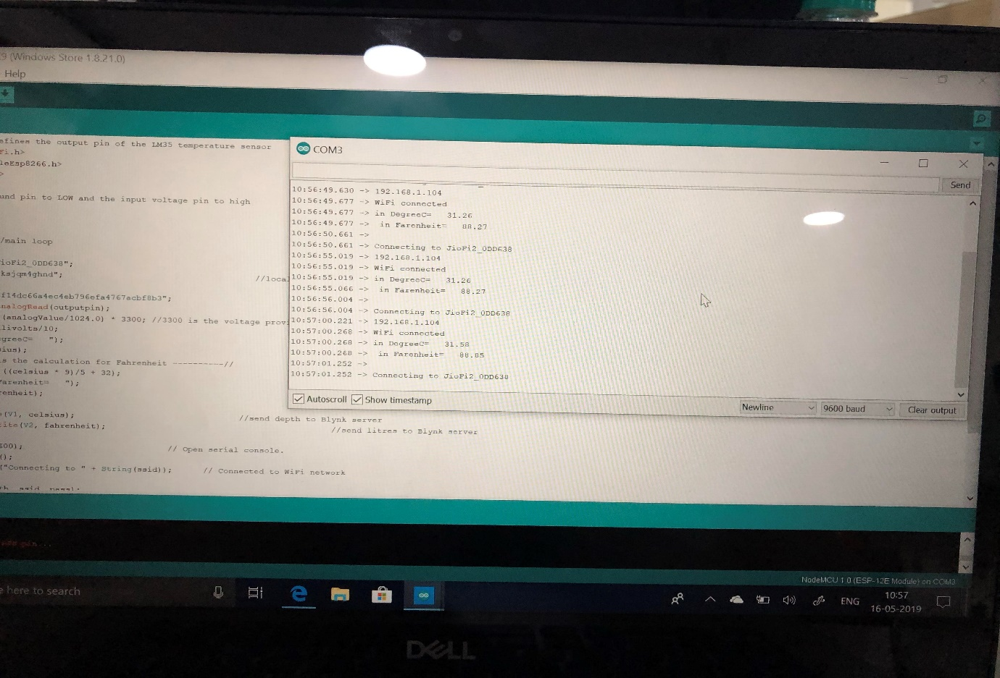 9 (Windows Store 1.8.21.0)
Help
efines the output pin of the LM35 temperature sensor
Fi.h>
leEsp8266.h>
>
und pin to LOW and the input voltage pin to high
/main loop
ioFi2_0DD638";
ksjqm4ghnd";
//loca
f14dc66a4ec4eb796efa4767acbf8b3";
nalogRead(outputpin);
(analogValue/1024.0) * 3300; //3300 is the voltage prov
livolts/10;
greeC=   ");
sius);
s the calculation for Fahrenheit ----------//
((celsius * 9)/5 + 32);
Farenheit=   ");
renheit);
e(V1, celsius);
//send depth to Blynk server
ite(V2, fahrenheit);
//send litres to Blynk server
600);
// Open serial console.
();
("Connecting to " + String(ssid));
// Connected to WiFi network
COM3
Send
10:56:49.630 -> 192.168.1.104
10:56:49.677 -> WiFi connected
10:56:49.677 -> in DegreeC=   31.26
10:56:49.677 ->  in Farenheit=   88.27
10:56:50.661 ->
10:56:50.661 -> Connecting to JioFi2_0DD638
10:56:55.019 -> 192.168.1.104
10:56:55.019 -> WiFi connected
10:56:55.019 -> in DegreeC=   31.26
10:56:55.066 ->  in Farenheit=   88.27
10:56:56.004 ->
10:56:56.004 -> Connecting to JioFi2_0DD638
10:57:00.221 -> 192.168.1.104
10:57:00.268 -> WiFi connected
10:57:00.268 -> in DegreeC=   31.58
10:57:00.268 ->  in Farenheit=   88.85
10:57:01.252 ->
10:57:01.252 -> Connecting to JioFi2_0DD638
Autoscroll Show timestamp
Newline
9600 baud
Clear output
NodeMCU 1.0 (ESP-12E Module) on COM3
e here to search
ENG
10:57
16-05-2019
DELL